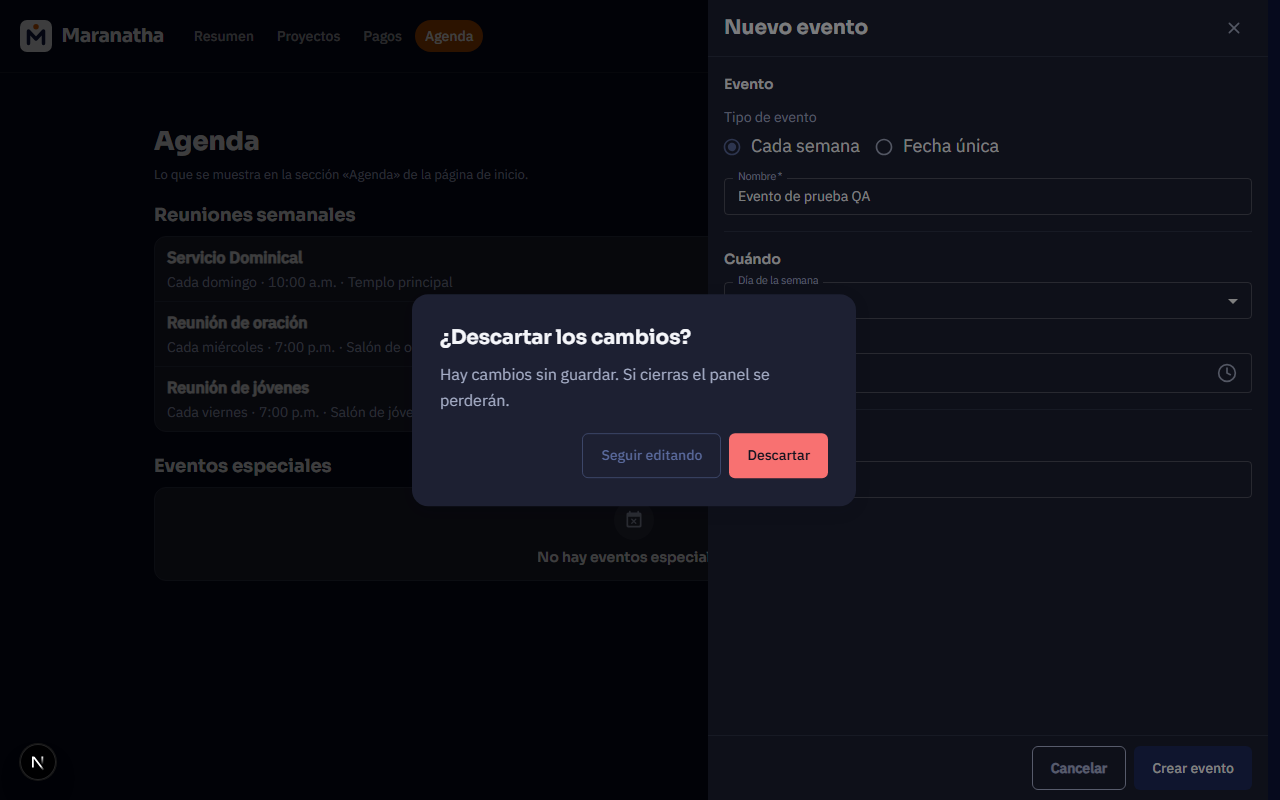 Maranatha
Resumen
Proyectos
Pagos
Agenda
Agenda
Lo que se muestra en la sección «Agenda» de la página de inicio.
Reuniones semanales
Servicio Dominical
Cada domingo · 10:00 a.m. · Templo principal
Reunión de oración
Cada miércoles · 7:00 p.m. · Salón de o
Reunión de jóvenes
Cada viernes · 7:00 p.m. · Salón de jóve
Eventos especiales
No hay eventos especia
Nuevo evento
Evento
Tipo de evento
Cada semana
Fecha única
Nombre *
Evento de prueba QA
Cuándo
Día de la semana
¿Descartar los cambios?
Hay cambios sin guardar. Si cierras el panel se
perderán.
Seguir editando
Descartar
Cancelar
Crear evento
N